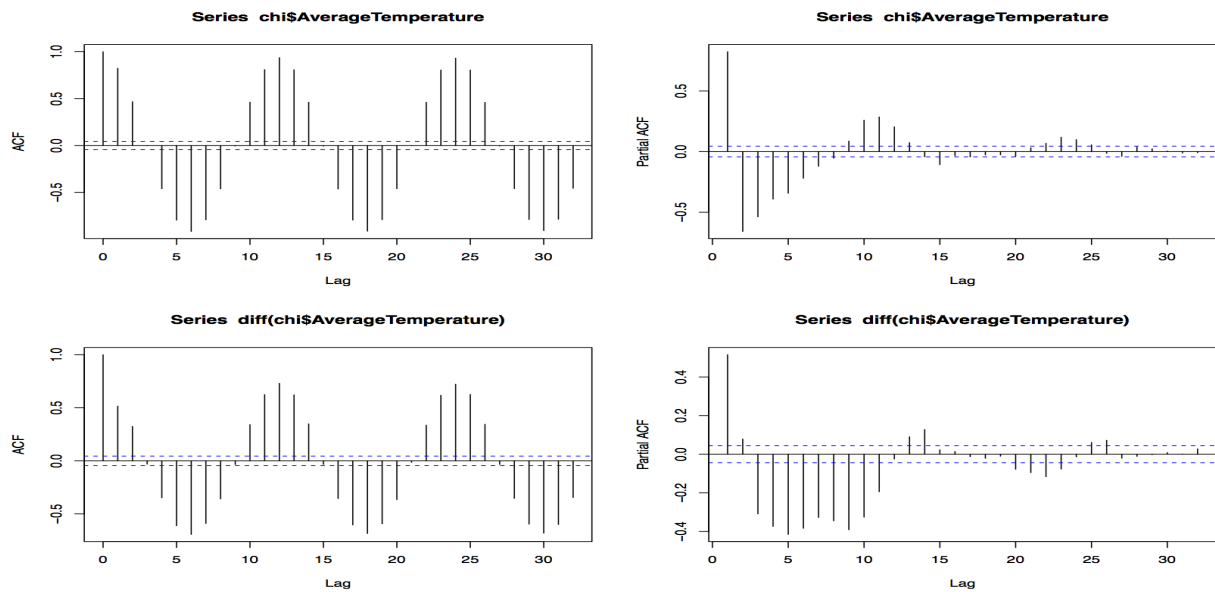 Series chi$AverageTemperature
ACF
1.0
0.5
0.0
-0.5
0 5 10 15 20 25 30
Lag
Series chi$AverageTemperature
Partial ACF
0.5
0.0
-0.5
0 5 10 15 20 25 30
Lag
Series diff(chi$AverageTemperature)
ACF
1.0
0.5
0.0
-0.5
0 5 10 15 20 25 30
Lag
Series diff(chi$AverageTemperature)
Partial ACF
0.4
0.2
0.0
-0.2
-0.4
0 5 10 15 20 25 30
Lag